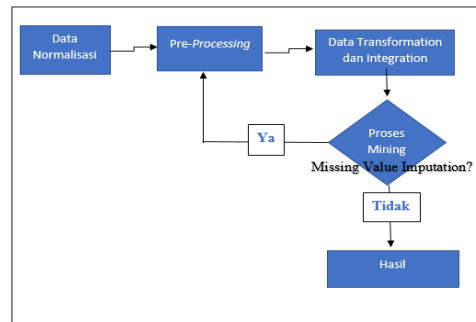 Data
Normalisasi
Pre-Processing
Data Transformation
dan Integration
Ya
Proses
Mining
Missing Value Imputation?
Tidak
Hasil